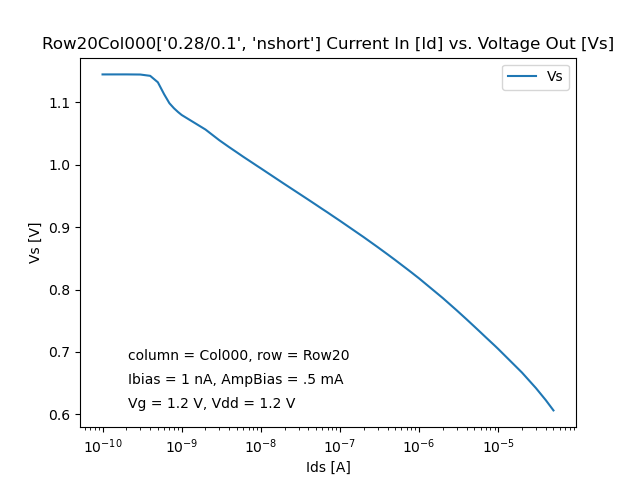 Row20Col000['0.28/0.1', 'nshort'] Current In [Id] vs. Voltage Out [Vs]
Vs
1.1
1.0
0.9
0.8
0.7
0.6
Vs [V]
column = Col000, row = Row20
Ibias = 1 nA, AmpBias = .5 mA
Vg = 1.2 V, Vdd = 1.2 V
10⁻¹⁰ 10⁻⁹ 10⁻⁸ 10⁻⁷ 10⁻⁶ 10⁻⁵
Ids [A]